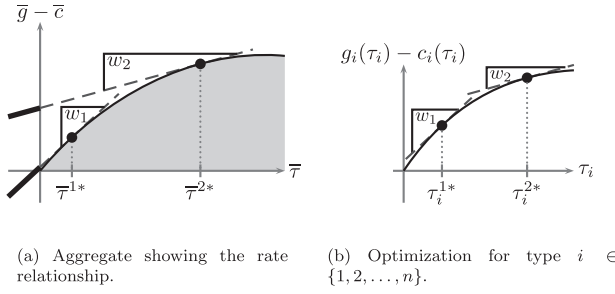 g̅ − c̅
w₂
w₁
τ̅
τ̅¹* τ̅²*
gᵢ(τᵢ) − cᵢ(τᵢ)
w₂
w₁
τᵢ
τᵢ¹* τᵢ²*
(a) Aggregate showing the rate
relationship.
(b) Optimization for type i ∈
{1, 2, . . . , n}.